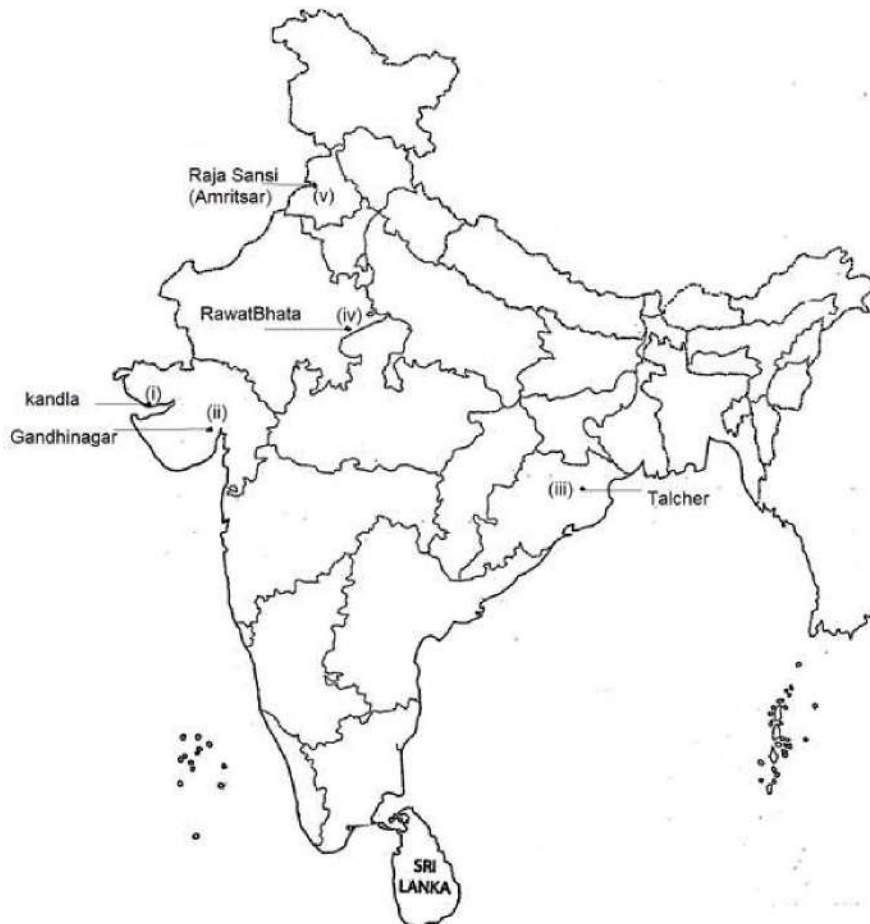 Raja Sansi
(Amritsar)
(v)
RawatBhata
(iv)
kandla
(i)
(ii)
Gandhinagar
(iii)
Talcher
SRI
LANKA